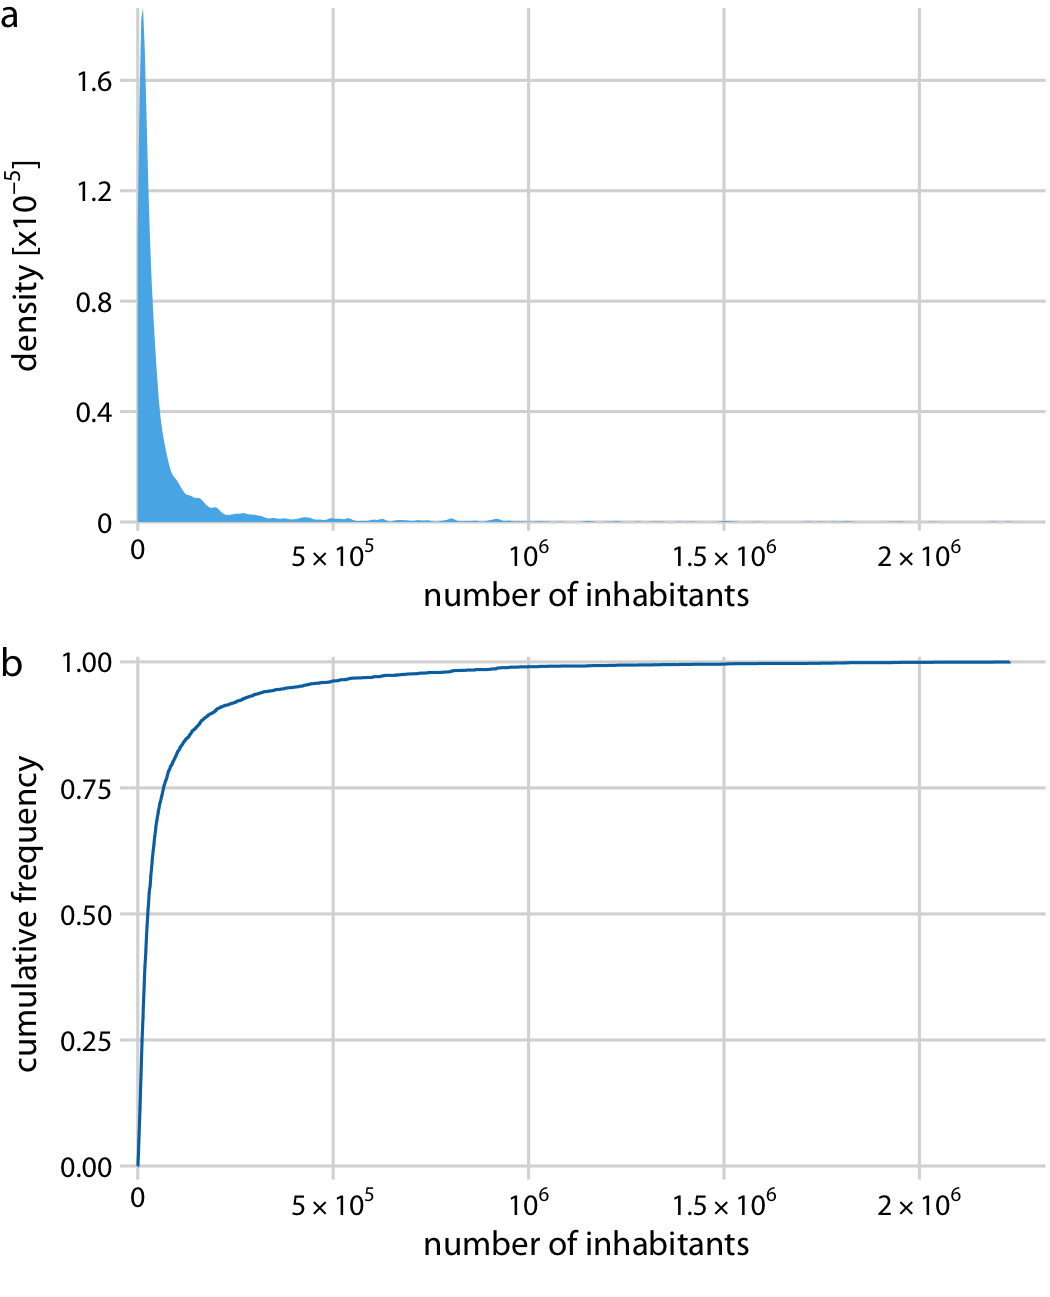 a
1.6
1.2
0.8
0.4
0
density [x10⁻⁵]
0 5 × 10⁵ 10⁶ 1.5 × 10⁶ 2 × 10⁶
number of inhabitants
b
1.00
0.75
0.50
0.25
0.00
cumulative frequency
0 5 × 10⁵ 10⁶ 1.5 × 10⁶ 2 × 10⁶
number of inhabitants